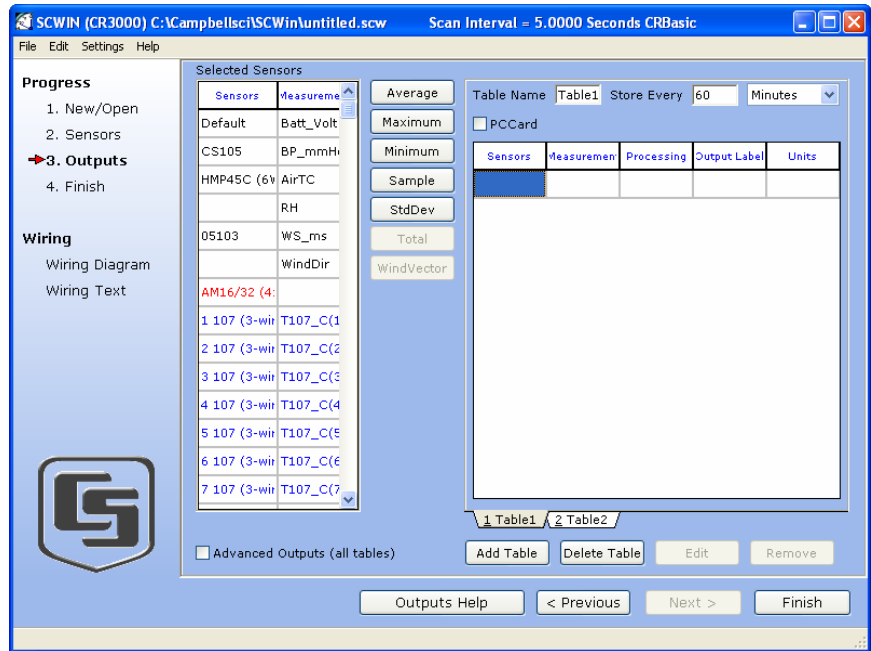 SCWIN (CR3000) C:\Campbellsci\SCWin\untitled.scw Scan Interval = 5.0000 Seconds CRBasic
File Edit Settings Help
Progress
1. New/Open
2. Sensors
3. Outputs
4. Finish
Wiring
Wiring Diagram
Wiring Text
Selected Sensors
Sensors Measureme
Default Batt_Volt
CS105 BP_mmH
HMP45C (6W AirTC
RH
05103 WS_ms
WindDir
AM16/32 (4:
1 107 (3-wir T107_C(1
2 107 (3-wir T107_C(2
3 107 (3-wir T107_C(3
4 107 (3-wir T107_C(4
5 107 (3-wir T107_C(5
6 107 (3-wir T107_C(6
7 107 (3-wir T107_C(7
Advanced Outputs (all tables)
Average
Maximum
Minimum
Sample
StdDev
Total
WindVector
Table Name Table1 Store Every 60 Minutes
PCCard
Sensors Measuremen Processing Output Label Units
1 Table1 2 Table2
Add Table Delete Table Edit Remove
Outputs Help < Previous Next > Finish